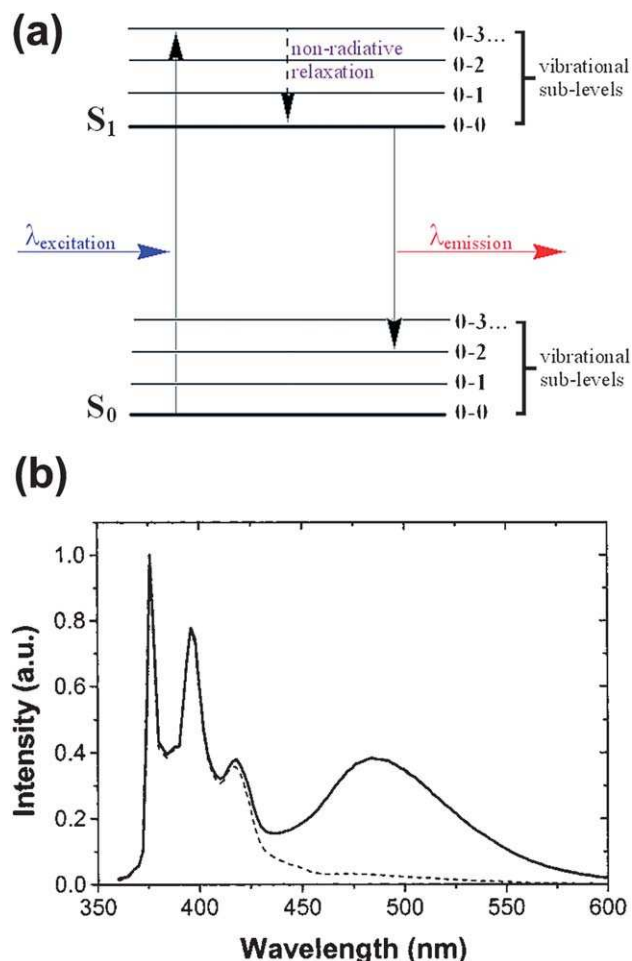 (a)
0-3...
non-radiative
relaxation
0-2
0-1
S1
0-0
vibrational
sub-levels
λexcitation
λemission
0-3...
0-2
0-1
S0
0-0
vibrational
sub-levels
(b)
1.0
0.8
0.6
0.4
0.2
0.0
Intensity (a.u.)
350 400 450 500 550 600
Wavelength (nm)